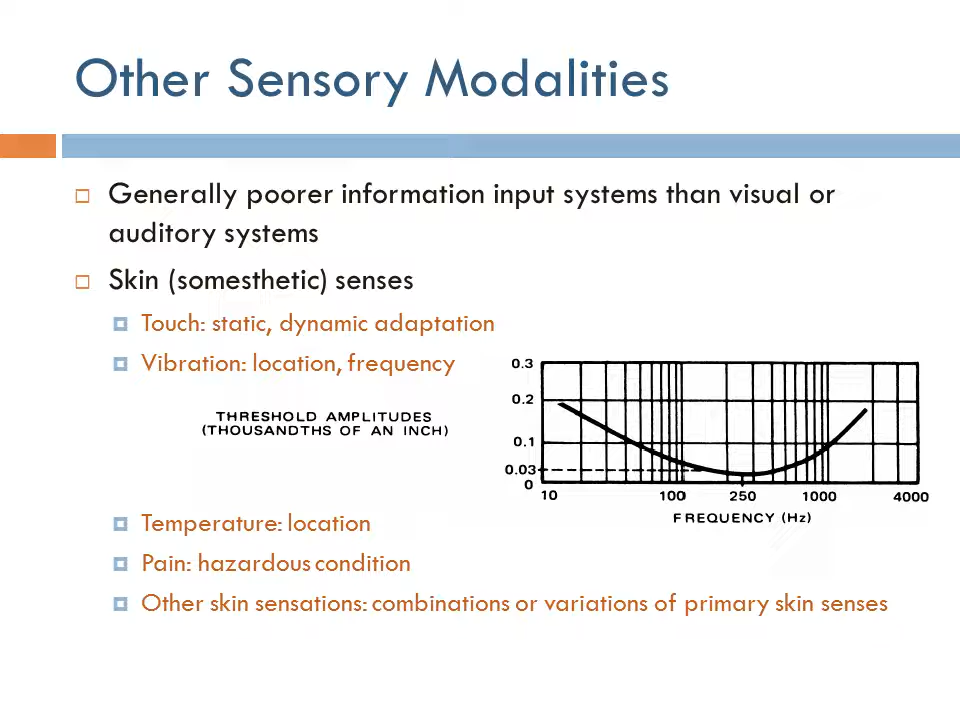 Other Sensory Modalities
Generally poorer information input systems than visual or
auditory systems
Skin (somesthetic) senses
Touch: static, dynamic adaptation
Vibration: location, frequency
THRESHOLD AMPLITUDES
(THOUSANDTHS OF AN INCH)
0.3
0.2
0.1
0.03
0
10 100 250 1000 4000
FREQUENCY (Hz)
Temperature: location
Pain: hazardous condition
Other skin sensations: combinations or variations of primary skin senses